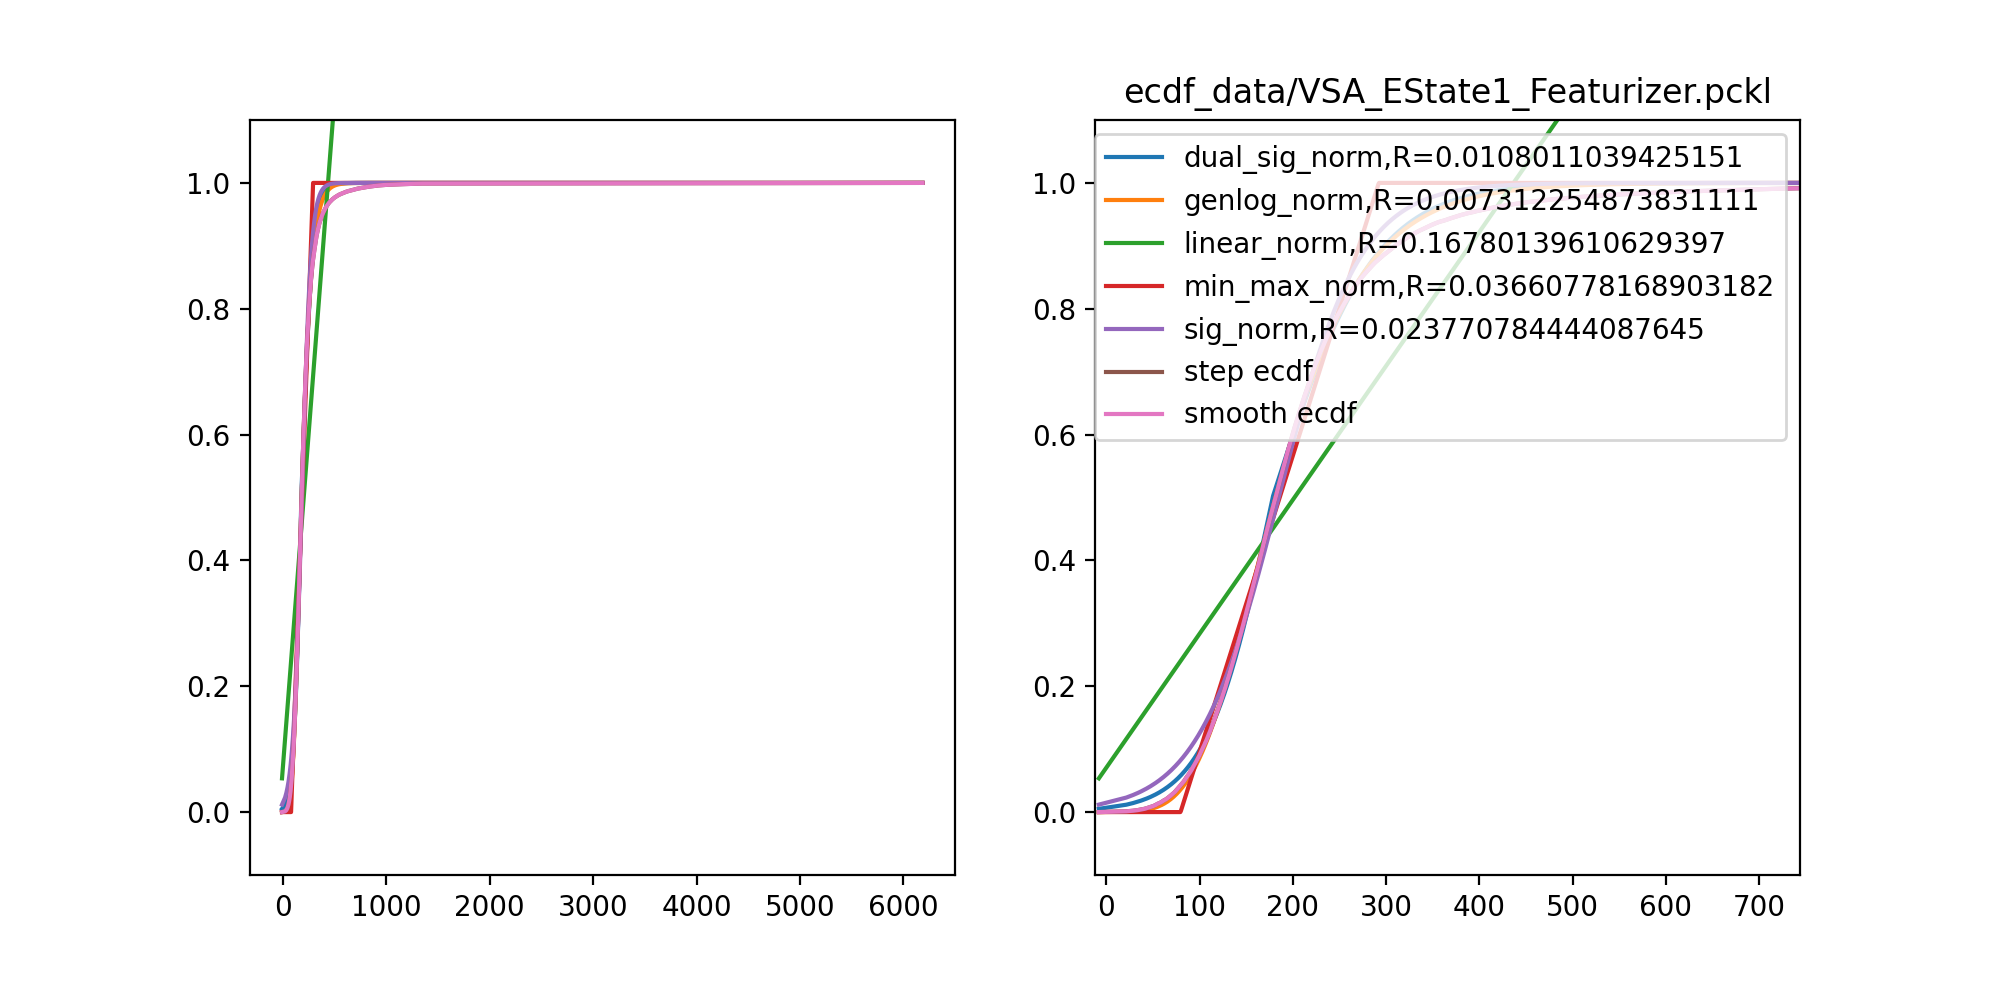 ecdf_data/VSA_EState1_Featurizer.pckl
1.0
0.8
0.6
0.4
0.2
0.0
0 1000 2000 3000 4000 5000 6000
1.0
0.8
0.6
0.4
0.2
0.0
dual_sig_norm,R=0.0108011039425151
genlog_norm,R=0.007312254873831111
linear_norm,R=0.16780139610629397
min_max_norm,R=0.03660778168903182
sig_norm,R=0.023770784444087645
step ecdf
smooth ecdf
0 100 200 300 400 500 600 700